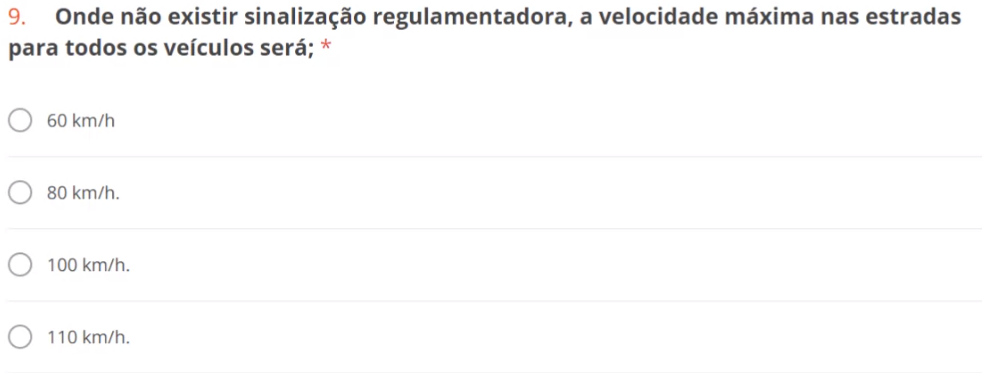 9. Onde não existir sinalização regulamentadora, a velocidade máxima nas estradas
para todos os veículos será; *
60 km/h
80 km/h.
100 km/h.
110 km/h.